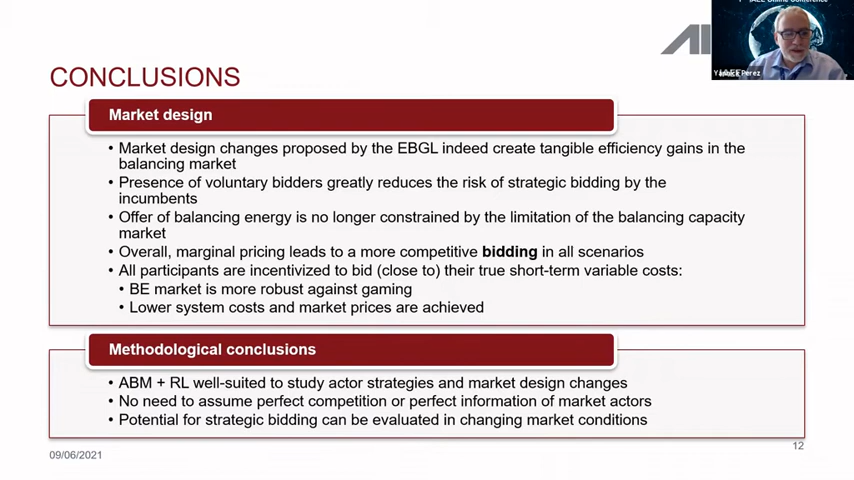 IAEE Online Conference
Yannick Perez
CONCLUSIONS
Market design
• Market design changes proposed by the EBGL indeed create tangible efficiency gains in the
balancing market
• Presence of voluntary bidders greatly reduces the risk of strategic bidding by the
incumbents
• Offer of balancing energy is no longer constrained by the limitation of the balancing capacity
market
• Overall, marginal pricing leads to a more competitive bidding in all scenarios
• All participants are incentivized to bid (close to) their true short-term variable costs:
• BE market is more robust against gaming
• Lower system costs and market prices are achieved
Methodological conclusions
• ABM + RL well-suited to study actor strategies and market design changes
• No need to assume perfect competition or perfect information of market actors
• Potential for strategic bidding can be evaluated in changing market conditions
12
09/06/2021